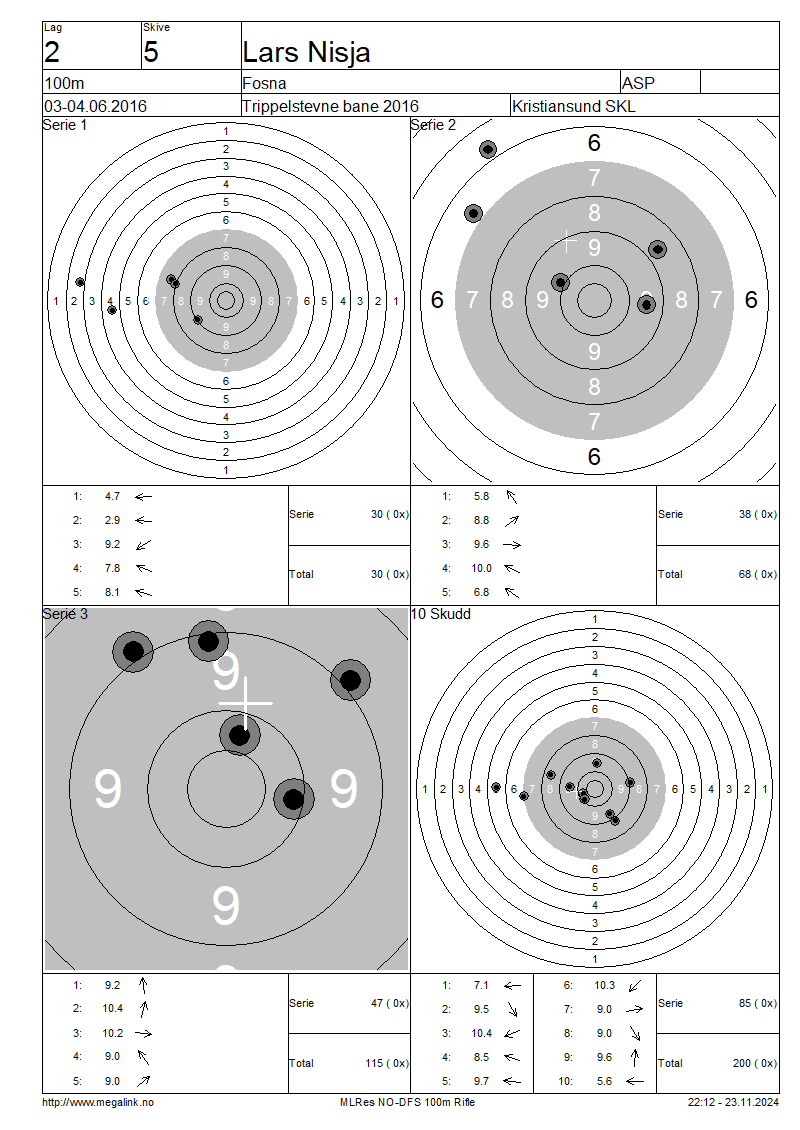 Lag Skive
2 5 Lars Nisja
100m Fosna ASP
03-04.06.2016 Trippelstevne bane 2016 Kristiansund SKL
Serie 1
1
2
3
4
5
6
7
8
9
1 2 3 4 5 6 7 8 9 9 8 7 6 5 4 3 2 1
9
8
7
6
5
4
3
2
1
Serie 2
6
7
8
9
6 7 8 9 9 8 7 6
9
8
7
6
1: 4.7
2: 2.9
3: 9.2
4: 7.8
5: 8.1
Serie 30 ( 0x)
Total 30 ( 0x)
1: 5.8
2: 8.8
3: 9.6
4: 10.0
5: 6.8
Serie 38 ( 0x)
Total 68 ( 0x)
Serie 3
9
9 9
9
10 Skudd
1
2
3
4
5
6
7
8
1 2 3 4 5 6 7 8 9 8 7 6 5 4 3 2 1
9
8
7
6
5
4
3
2
1
1: 9.2
2: 10.4
3: 10.2
4: 9.0
5: 9.0
Serie 47 ( 0x)
Total 115 ( 0x)
1: 7.1 6: 10.3
2: 9.5 7: 9.0
3: 10.4 8: 9.0
4: 8.5 9: 9.6
5: 9.7 10: 5.6
Serie 85 ( 0x)
Total 200 ( 0x)
http://www.megalink.no MLRes NO-DFS 100m Rifle 22:12 - 23.11.2024